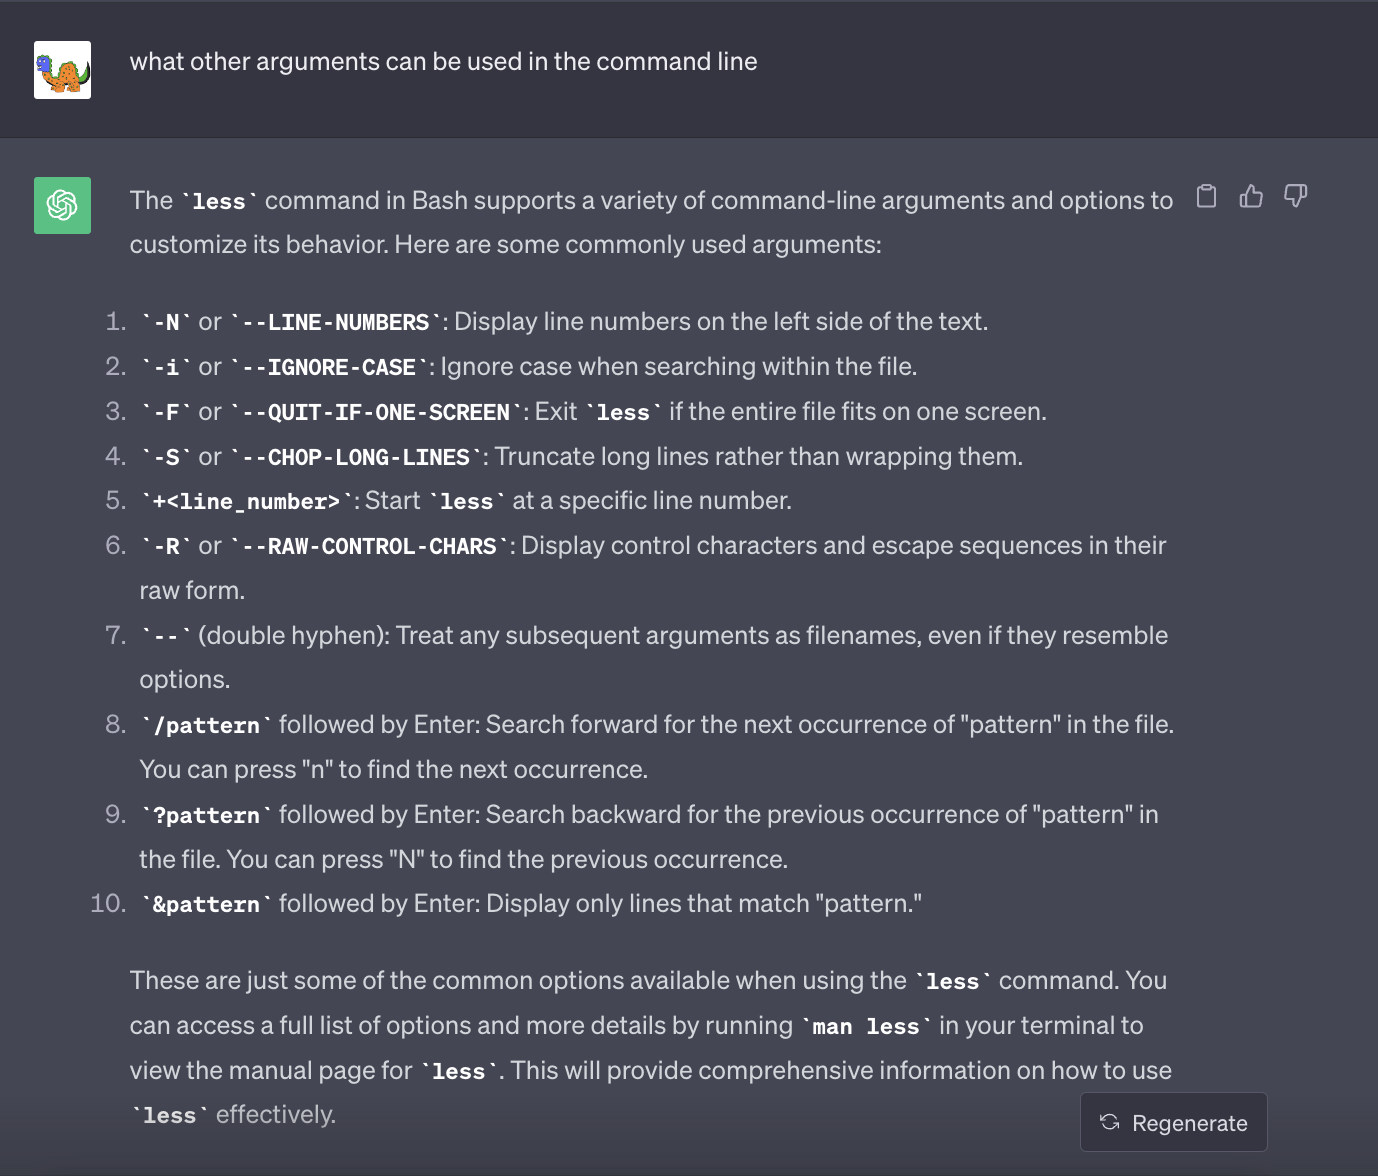 what other arguments can be used in the command line
The `less` command in Bash supports a variety of command-line arguments and options to
customize its behavior. Here are some commonly used arguments:
1. `-N` or `--LINE-NUMBERS`: Display line numbers on the left side of the text.
2. `-i` or `--IGNORE-CASE`: Ignore case when searching within the file.
3. `-F` or `--QUIT-IF-ONE-SCREEN`: Exit `less` if the entire file fits on one screen.
4. `-S` or `--CHOP-LONG-LINES`: Truncate long lines rather than wrapping them.
5. `+<line_number>`: Start `less` at a specific line number.
6. `-R` or `--RAW-CONTROL-CHARS`: Display control characters and escape sequences in their
raw form.
7. `--` (double hyphen): Treat any subsequent arguments as filenames, even if they resemble
options.
8. `/pattern` followed by Enter: Search forward for the next occurrence of "pattern" in the file.
You can press "n" to find the next occurrence.
9. `?pattern` followed by Enter: Search backward for the previous occurrence of "pattern" in
the file. You can press "N" to find the previous occurrence.
10. `&pattern` followed by Enter: Display only lines that match "pattern."
These are just some of the common options available when using the `less` command. You
can access a full list of options and more details by running `man less` in your terminal to
view the manual page for `less`. This will provide comprehensive information on how to use
`less` effectively.
Regenerate